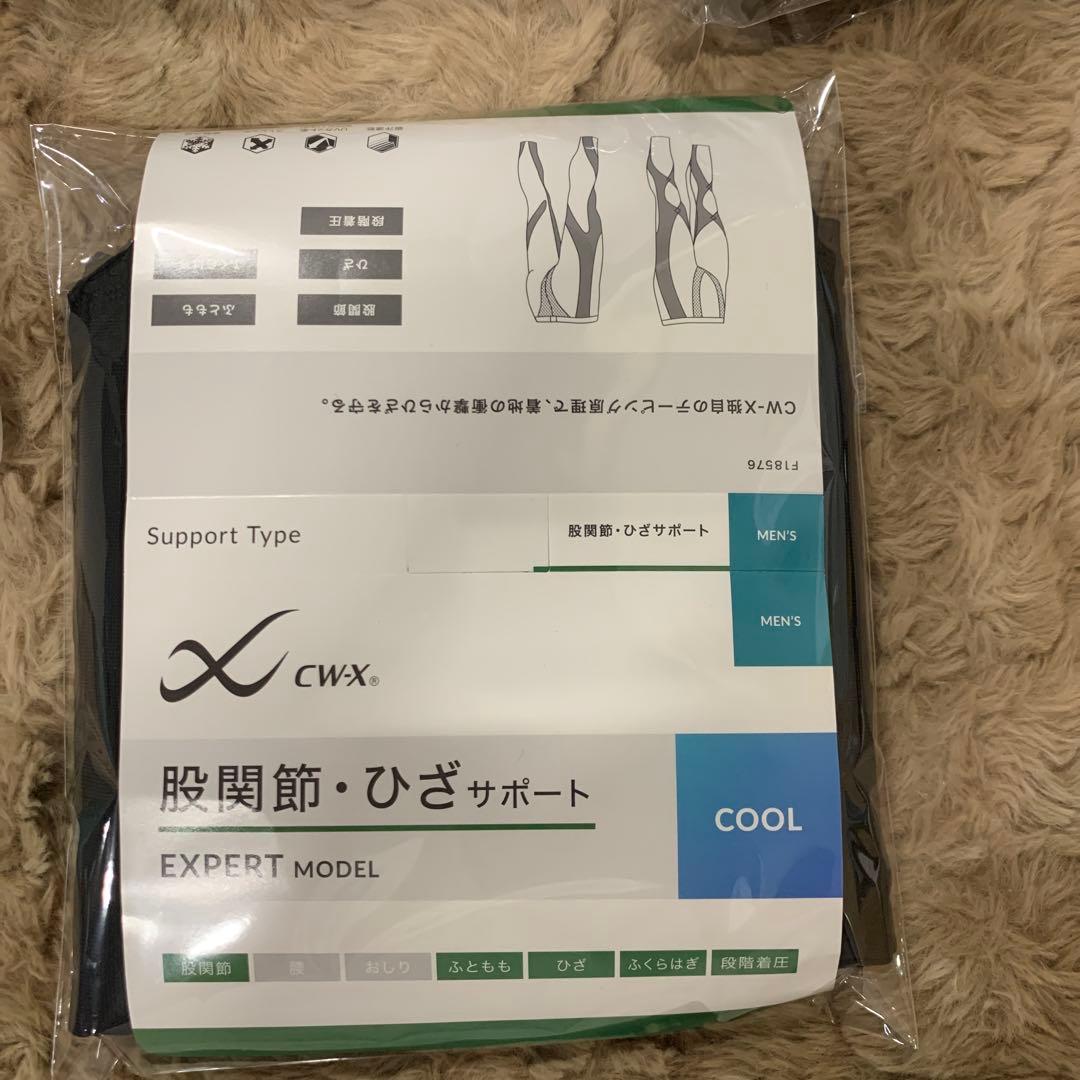 F18576
CW-X独自のテーピング原理で、着地の衝撃からひざを守る。
股関節
ふともも
ひざ
段階着圧
Support Type
股関節・ひざサポート
MEN'S
MEN'S
CW-X®
股関節・ひざサポート
EXPERT MODEL
COOL
股関節
腰
おしり
ふともも
ひざ
ふくらはぎ
段階着圧